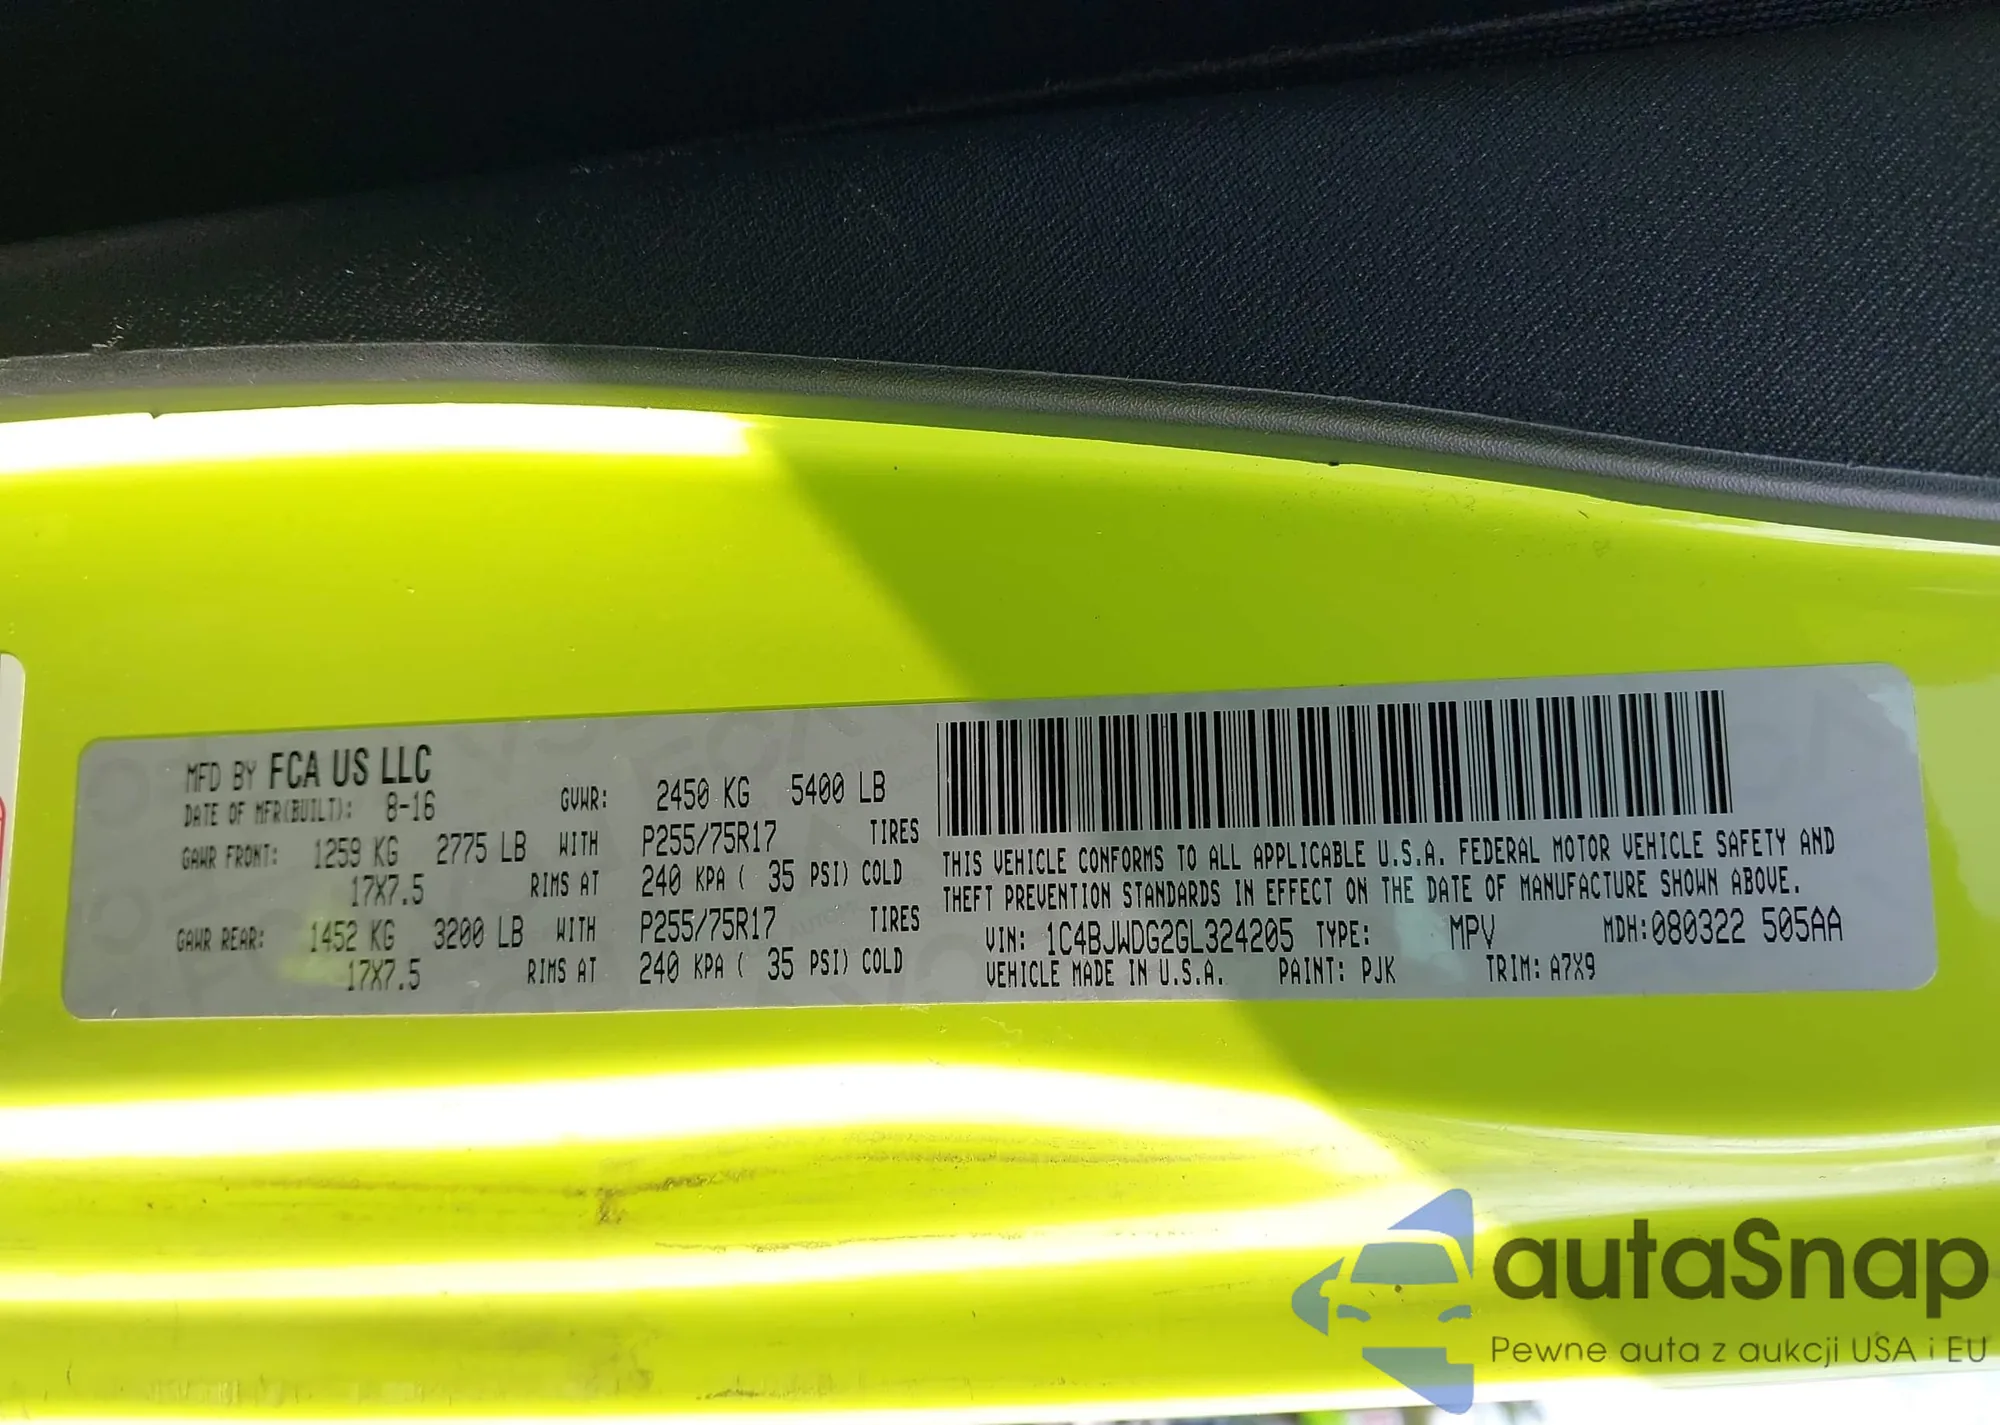 MFD BY FCA US LLC
DATE OF MFR(BUILT): 8-16 GVWR: 2450 KG 5400 LB
GAWR FRONT: 1259 KG 2775 LB WITH P255/75R17 TIRES
17X7.5 RIMS AT 240 KPA ( 35 PSI) COLD
GAWR REAR: 1452 KG 3200 LB WITH P255/75R17 TIRES
17X7.5 RIMS AT 240 KPA ( 35 PSI) COLD
THIS VEHICLE CONFORMS TO ALL APPLICABLE U.S.A. FEDERAL MOTOR VEHICLE SAFETY AND
THEFT PREVENTION STANDARDS IN EFFECT ON THE DATE OF MANUFACTURE SHOWN ABOVE.
VIN: 1C4BJWDG2GL324205 TYPE: MPV MDH:080322 505AA
VEHICLE MADE IN U.S.A. PAINT: PJK TRIM: A7X9
autaSnap
Pewne auta z aukcji USA i EU